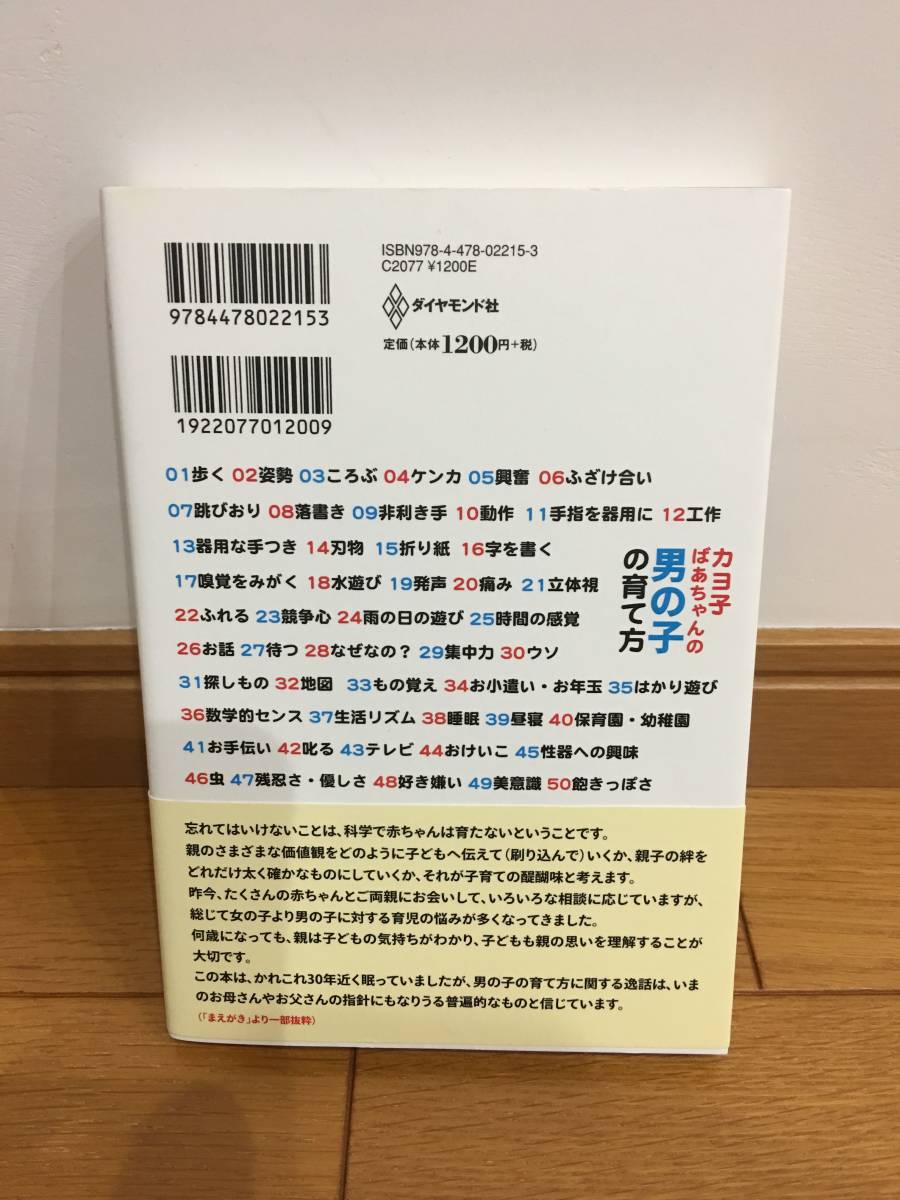 ISBN978-4-478-02215-3
C2077 ¥1200E
9784478022153
ダイヤモンド社
定価(本体1200円+税)
1922077012009
01歩く 02姿勢 03ころぶ 04ケンカ 05興奮 06ふざけ合い
07跳びおり 08落書き 09非利き手 10動作 11手指を器用に 12工作
13器用な手つき 14刃物 15折り紙 16字を書く
17嗅覚をみがく 18水遊び 19発声 20痛み 21立体視
22ふれる 23競争心 24雨の日の遊び 25時間の感覚
26お話 27待つ 28なぜなの？ 29集中力 30ウソ
31探しもの 32地図 33もの覚え 34お小遣い・お年玉 35はかり遊び
36数学的センス 37生活リズム 38睡眠 39昼寝 40保育園・幼稚園
41お手伝い 42叱る 43テレビ 44おけいこ 45性器への興味
46虫 47残忍さ・優しさ 48好き嫌い 49美意識 50飽きっぽさ
カヨ子
ばあちゃんの
男の子
の育て方
忘れてはいけないことは、科学で赤ちゃんは育たないということです。
親のさまざまな価値観をどのように子どもへ伝えて(刷り込んで)いくか、親子の絆を
どれだけ太く確かなものにしていくか、それが子育ての醍醐味と考えます。
昨今、たくさんの赤ちゃんとご両親にお会いして、いろいろな相談に応じていますが、
総じて女の子より男の子に対する育児の悩みが多くなってきました。
何歳になっても、親は子どもの気持ちがわかり、子どもも親の思いを理解することが
大切です。
この本は、かれこれ30年近く眠っていましたが、男の子の育て方に関する逸話は、いま
のお母さんやお父さんの指針にもなりうる普遍的なものと信じています。
(「まえがき」より一部抜粋)